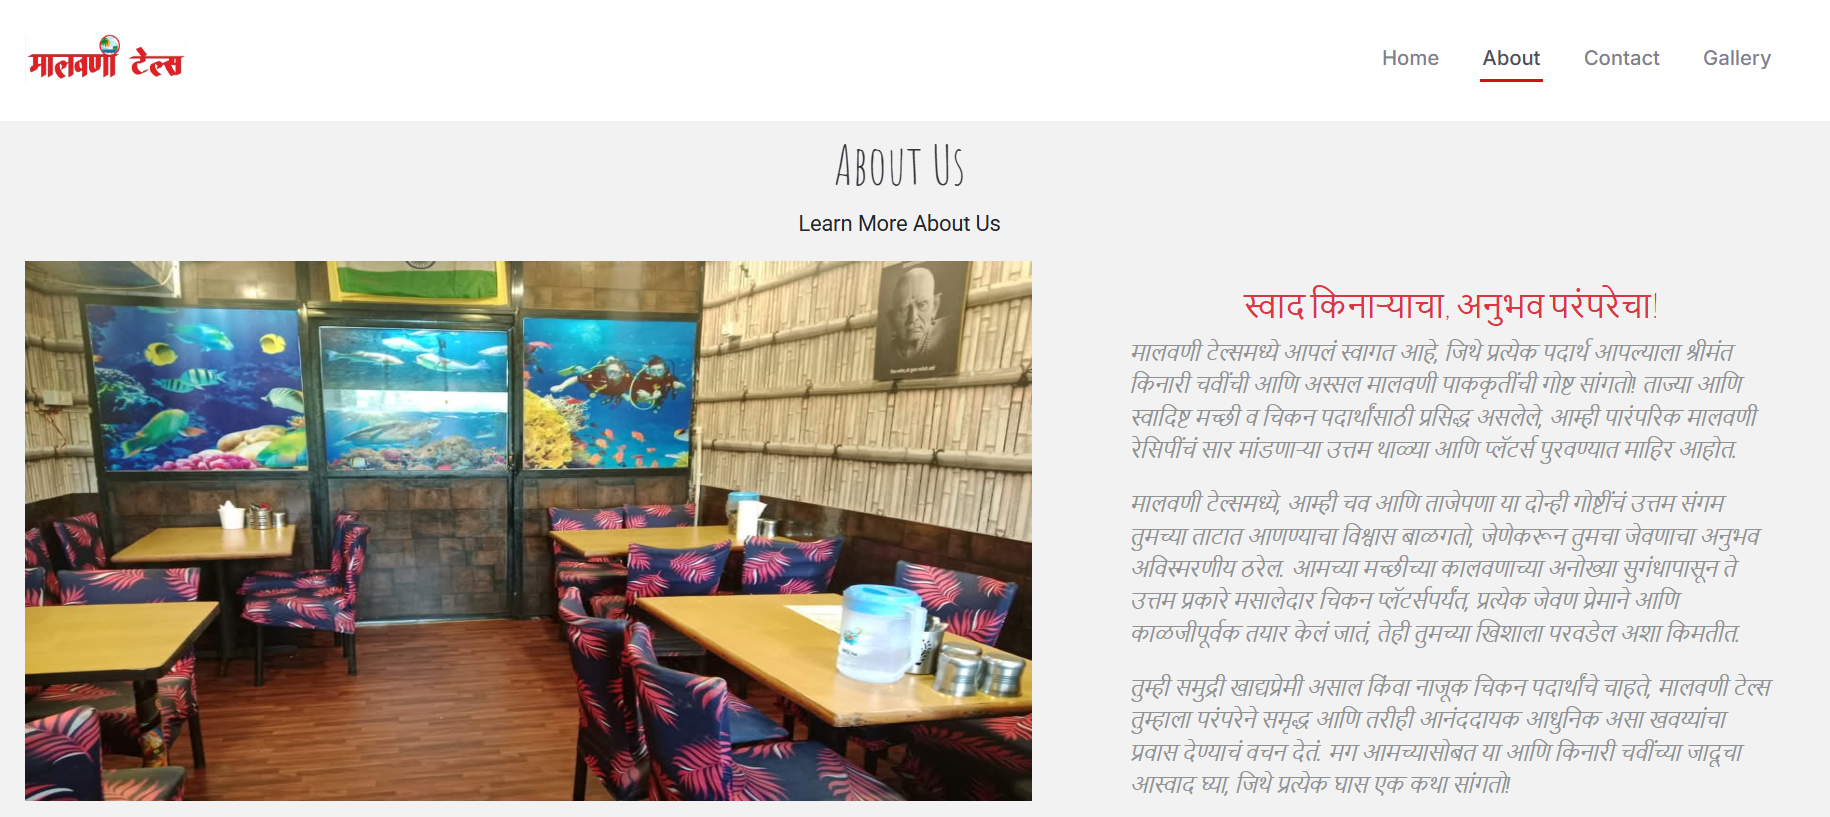 मालवणी टेल्स
Home About Contact Gallery
About Us
Learn More About Us
स्वाद किनाऱ्याचा, अनुभव परंपरेचा!
मालवणी टेल्समध्ये आपलं स्वागत आहे, जिथे प्रत्येक पदार्थ आपल्याला श्रीमंत
किनारी चवींची आणि अस्सल मालवणी पाककृतींची गोष्ट सांगतो! ताज्या आणि
स्वादिष्ट मच्छी व चिकन पदार्थांसाठी प्रसिद्ध असलेले, आम्ही पारंपरिक मालवणी
रेसिपींचं सार मांडणाऱ्या उत्तम थाळ्या आणि प्लॅटर्स पुरवण्यात माहिर आहोत.
मालवणी टेल्समध्ये, आम्ही चव आणि ताजेपणा या दोन्ही गोष्टींचं उत्तम संगम
तुमच्या ताटात आणण्याचा विश्वास बाळगतो, जेणेकरून तुमचा जेवणाचा अनुभव
अविस्मरणीय ठरेल. आमच्या मच्छीच्या कालवणाच्या अनोख्या सुगंधापासून ते
उत्तम प्रकारे मसालेदार चिकन प्लॅटर्सपर्यंत, प्रत्येक जेवण प्रेमाने आणि
काळजीपूर्वक तयार केलं जातं, तेही तुमच्या खिशाला परवडेल अशा किमतीत.
तुम्ही समुद्री खाद्यप्रेमी असाल किंवा नाजूक चिकन पदार्थांचे चाहते, मालवणी टेल्स
तुम्हाला परंपरेने समृद्ध आणि तरीही आनंददायक आधुनिक असा खवय्यांचा
प्रवास देण्याचं वचन देतं. मग आमच्यासोबत या आणि किनारी चवींच्या जादूचा
आस्वाद घ्या, जिथे प्रत्येक घास एक कथा सांगतो!